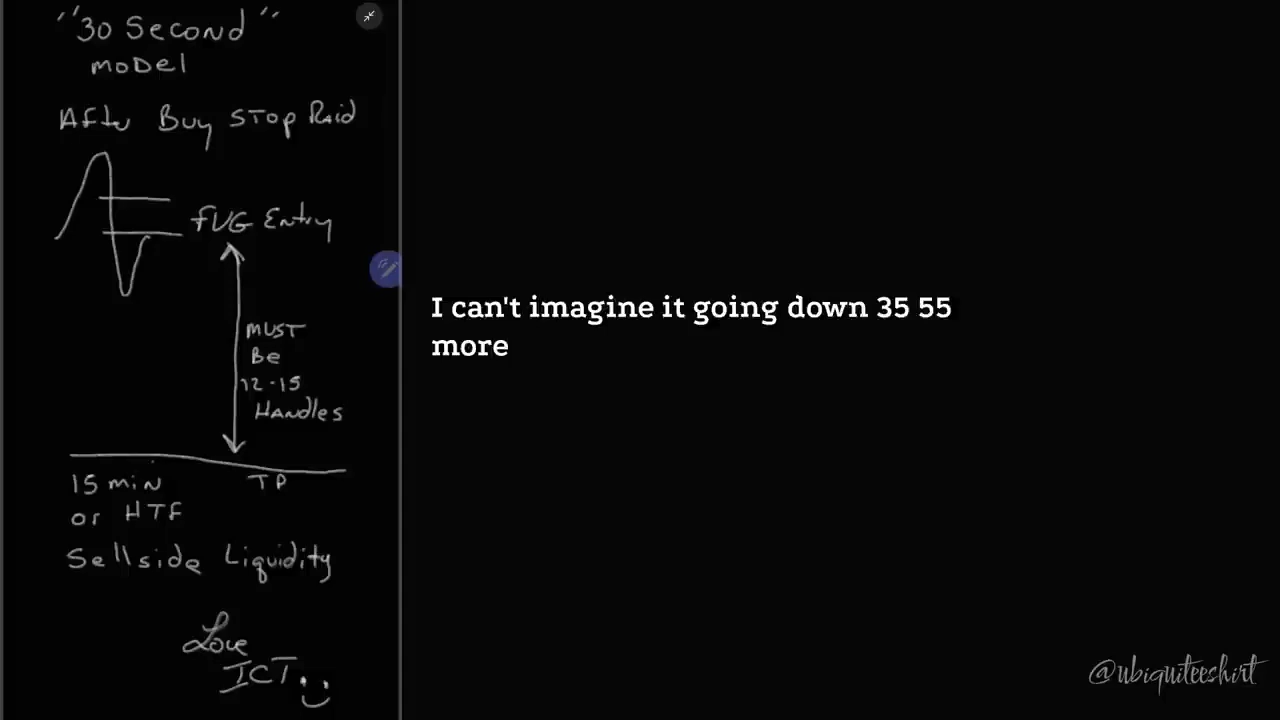 "30 Second"
moDel
After Buy STop Raid
FVG Entry
MUST
Be
12-15
HANdles
15 min
TP
or HTF
Sellside Liquidity
Love
ICT
I can't imagine it going down 35 55
more
@ubiquiteeshirt